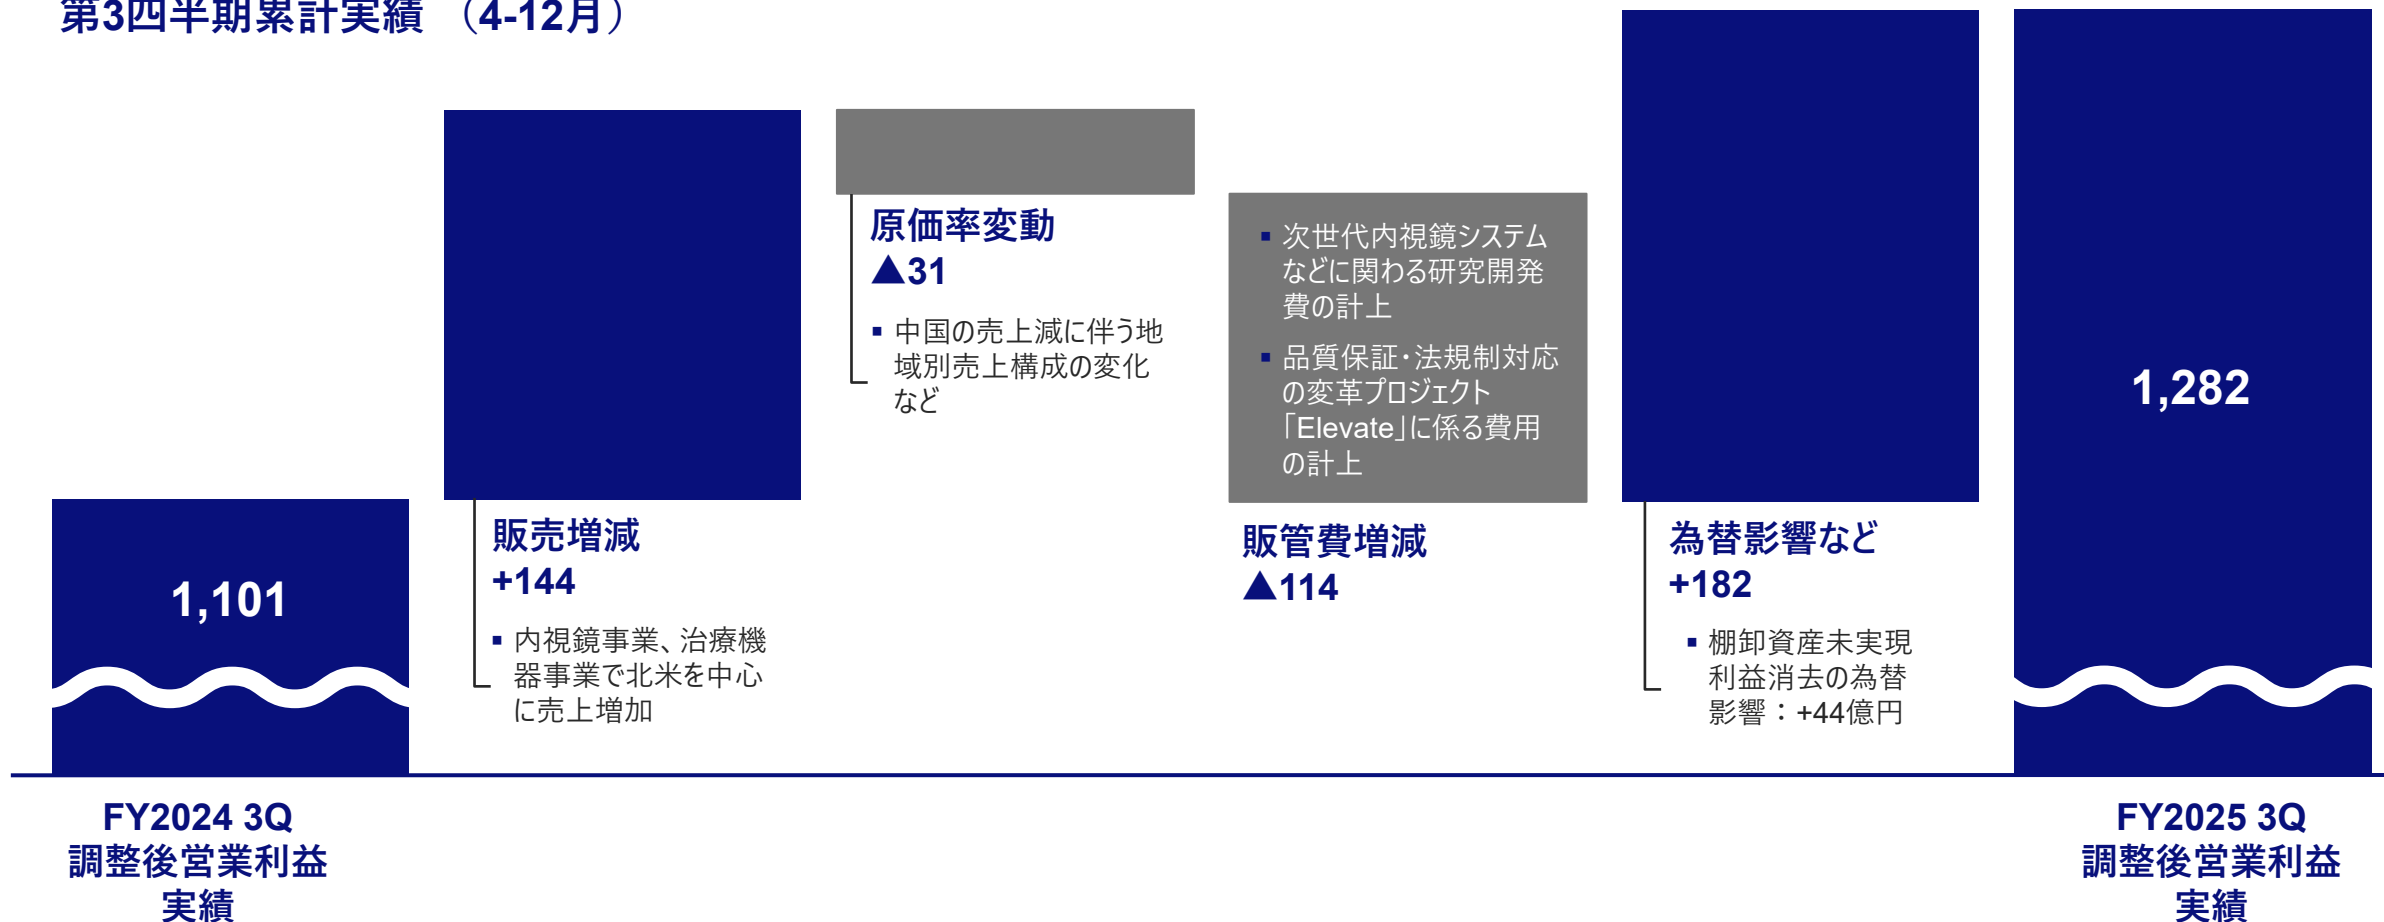 第3四半期累計実績 （4-12月）
1,101
FY2024 3Q
調整後営業利益
実績
販売増減
+144
▪ 内視鏡事業、治療機
器事業で北米を中心
に売上増加
原価率変動
▲31
▪ 中国の売上減に伴う地
域別売上構成の変化
など
▪ 次世代内視鏡システム
などに関わる研究開発
費の計上
▪ 品質保証・法規制対応
の変革プロジェクト
「Elevate」に係る費用
の計上
販管費増減
▲114
為替影響など
+182
▪ 棚卸資産未実現
利益消去の為替
影響：+44億円
1,282
FY2025 3Q
調整後営業利益
実績